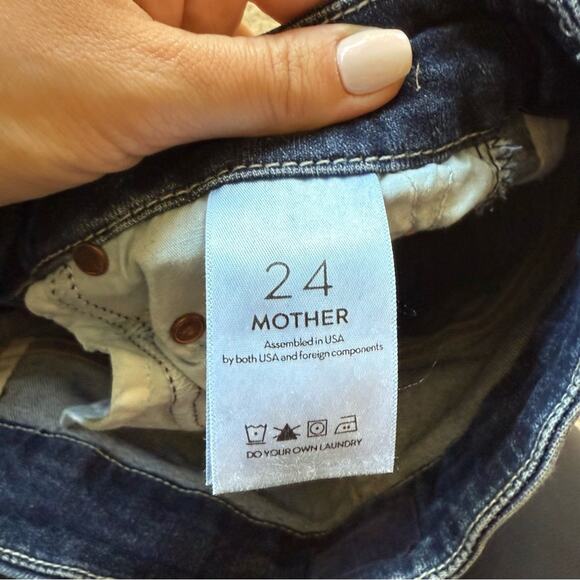 24
MOTHER
Assembled in USA
by both USA and foreign components
DO YOUR OWN LAUNDRY